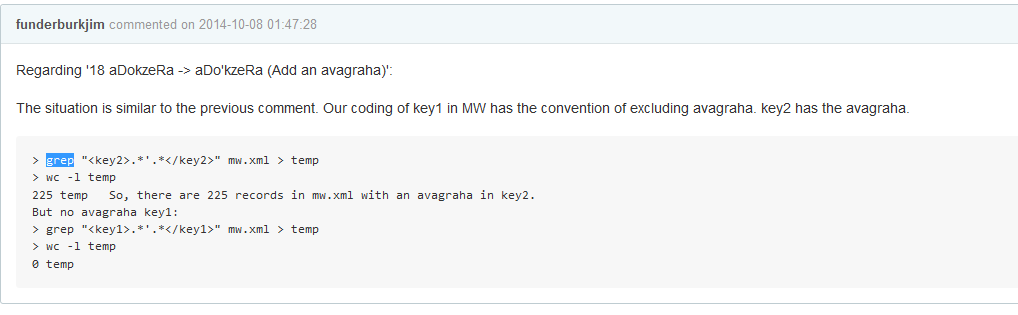 funderburkjim commented on 2014-10-08 01:47:28
Regarding '18 aDokzeRa -> aDo'kzeRa (Add an avagraha)':
The situation is similar to the previous comment. Our coding of key1 in MW has the convention of excluding avagraha. key2 has the avagraha.
> grep "<key2>.*'.*</key2>" mw.xml > temp
> wc -l temp
225 temp   So, there are 225 records in mw.xml with an avagraha in key2.
But no avagraha key1:
> grep "<key1>.*'.*</key1>" mw.xml > temp
> wc -l temp
0 temp